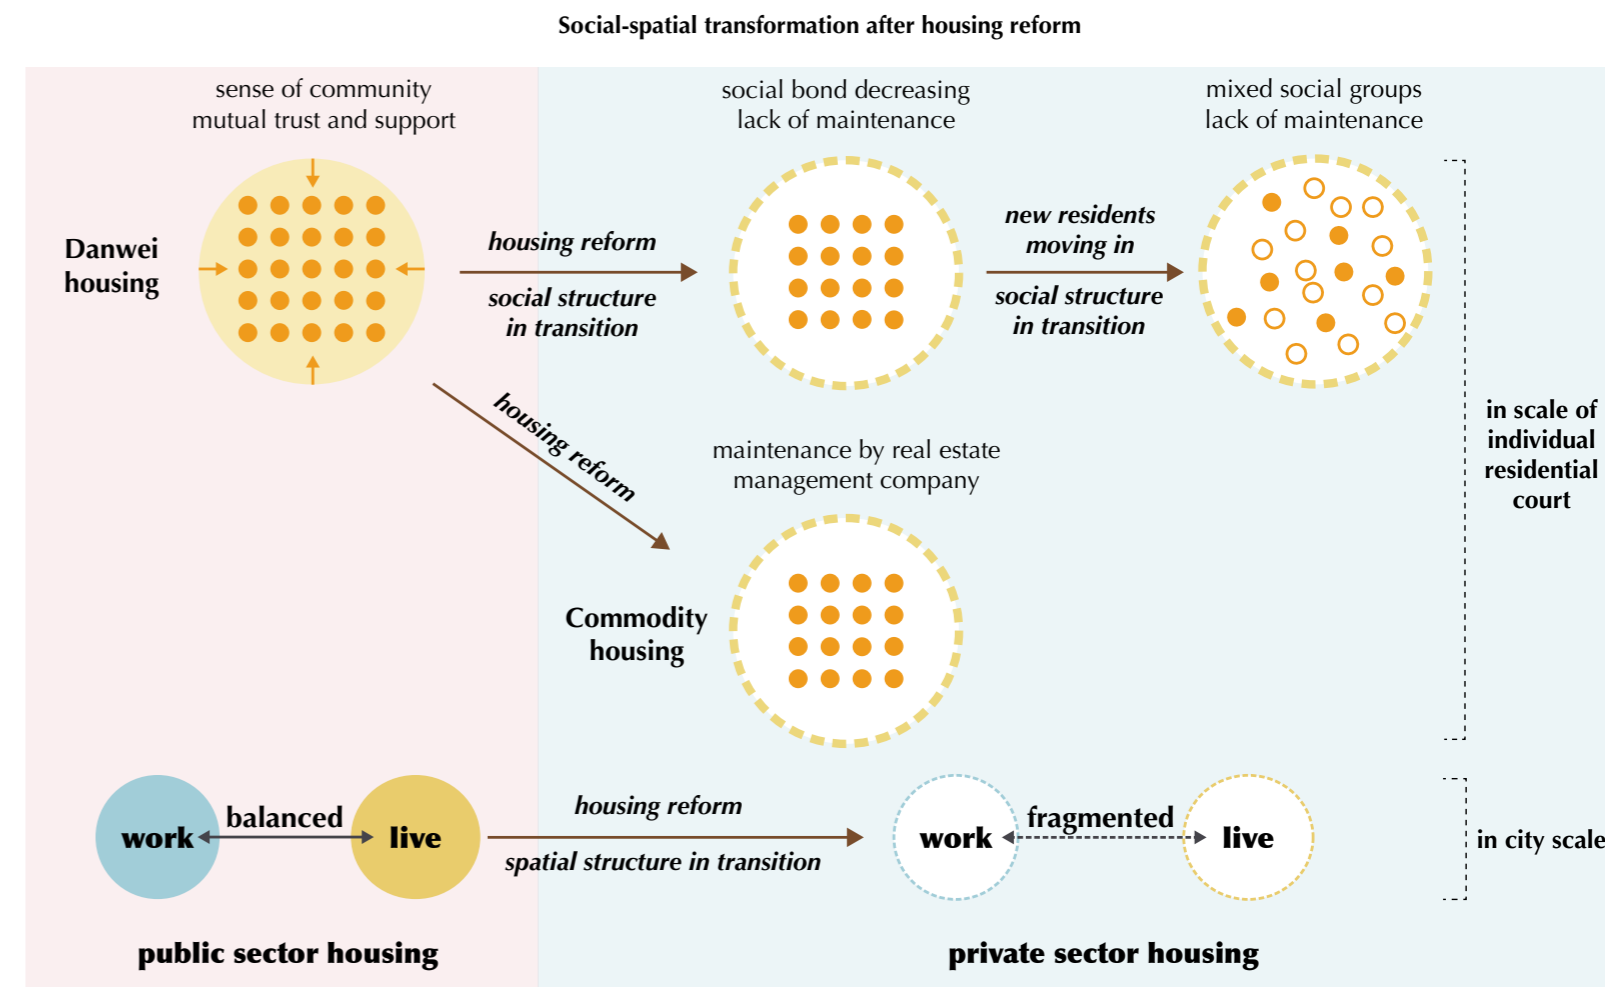 Social-spatial transformation after housing reform
sense of community
mutual trust and support
social bond decreasing
lack of maintenance
mixed social groups
lack of maintenance
Danwei
housing
housing reform
social structure
in transition
new residents
moving in
social structure
in transition
housing reform
maintenance by real estate
management company
Commodity
housing
in scale of
individual
residential
court
work
balanced
live
housing reform
spatial structure in transition
work
fragmented
live
in city scale
public sector housing
private sector housing